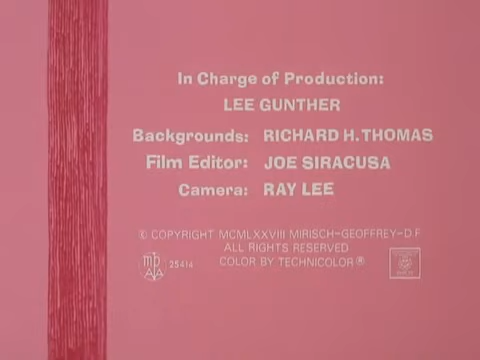 In Charge of Production:
LEE GUNTHER
Backgrounds: RICHARD H. THOMAS
Film Editor: JOE SIRACUSA
Camera: RAY LEE
© COPYRIGHT MCMLXXVIII MIRISCH-GEOFFREY-D.F.
ALL RIGHTS RESERVED
25414 COLOR BY TECHNICOLOR®